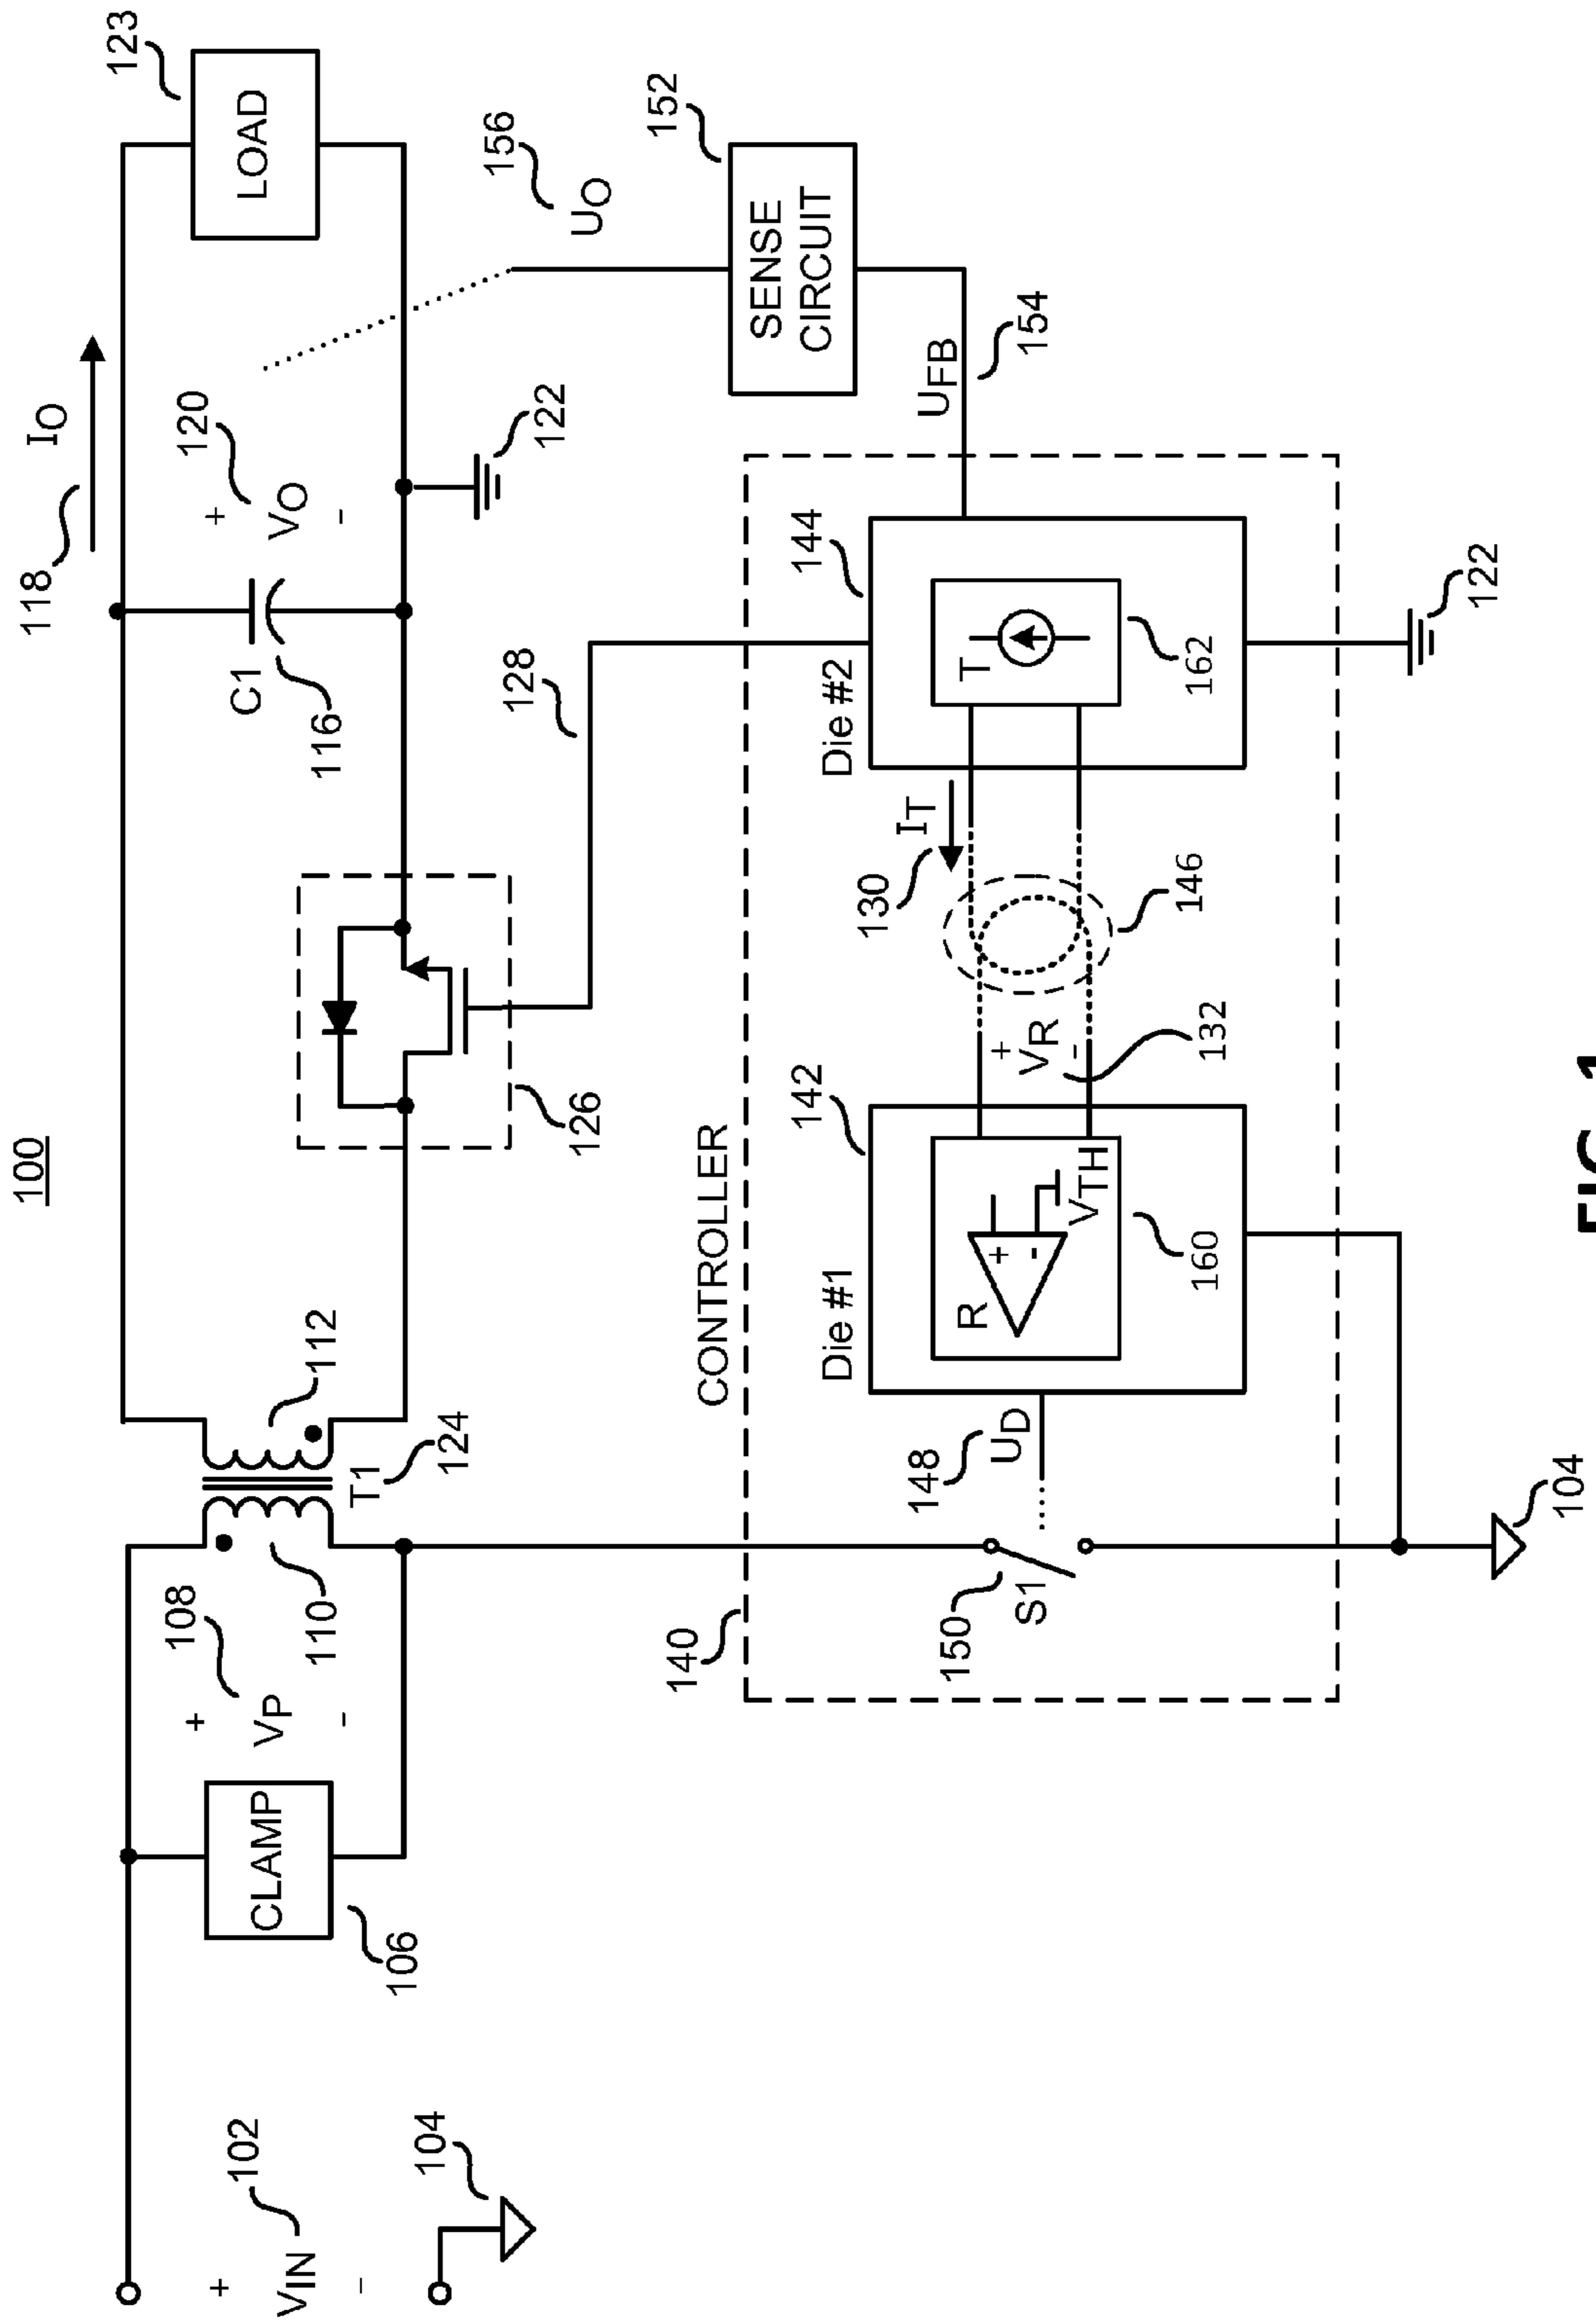 100
118
IO
123
LOAD
+
VO
-
120
C1
116
122
112
T1
124
126
128
108
+
VP
-
110
CLAMP
106
102
+
VIN
-
104
156
UO
152
SENSE
CIRCUIT
UFB
154
CONTROLLER
140
Die #1
142
Die #2
144
148
UD
150
S1
R
+
-
VTH
160
+
VR
-
132
130
IT
146
T
162
104
122
FIG. 1